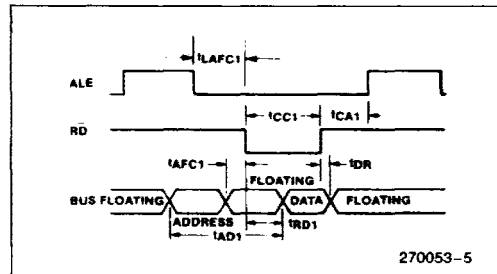 tLAFC1
ALE
tCC1 tCA1
RD
tAFC1 FLOATING tDR
BUS FLOATING DATA FLOATING
ADDRESS tRD1
tAD1
270053-5